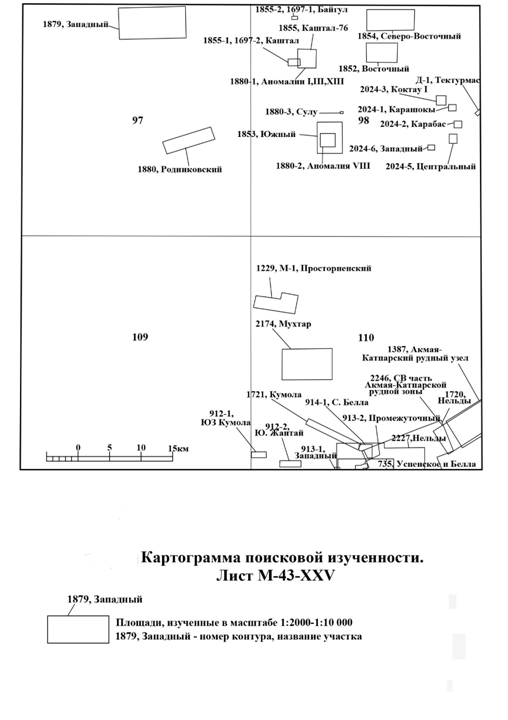 1879, Западный
1855-2, 1697-1, Байгул
1855, Каштал-76
1855-1, 1697-2, Каштал
1854, Северо-Восточный
1852, Восточный
1880-1, Аномалии I,III,XIII
Д-1, Тектурмас
2024-3, Коктау I
2024-1, Карашокы
1880-3, Сулу
97
98
2024-2, Карабас
1853, Южный
2024-6, Западный
1880, Родниковский
1880-2, Аномалия VIII
2024-5, Центральный
1229, М-1, Просторненский
2174, Мухтар
109
110
1387, Акмая-
Катпарский рудный узел
2246, СВ часть
Акмая-Катпарской
рудной зоны
1720,
Нельды
1721, Кумола
914-1, С. Белла
912-1,
ЮЗ Кумола
912-2,
Ю. Жантай
913-2, Промежуточный
913-1,
Западный
2227,Нельды
735, Успенское и Белла
0 5 10 15км
Картограмма поисковой изученности.
Лист М-43-XXV
1879, Западный
Площади, изученные в масштабе 1:2000-1:10 000
1879, Западный - номер контура, название участка